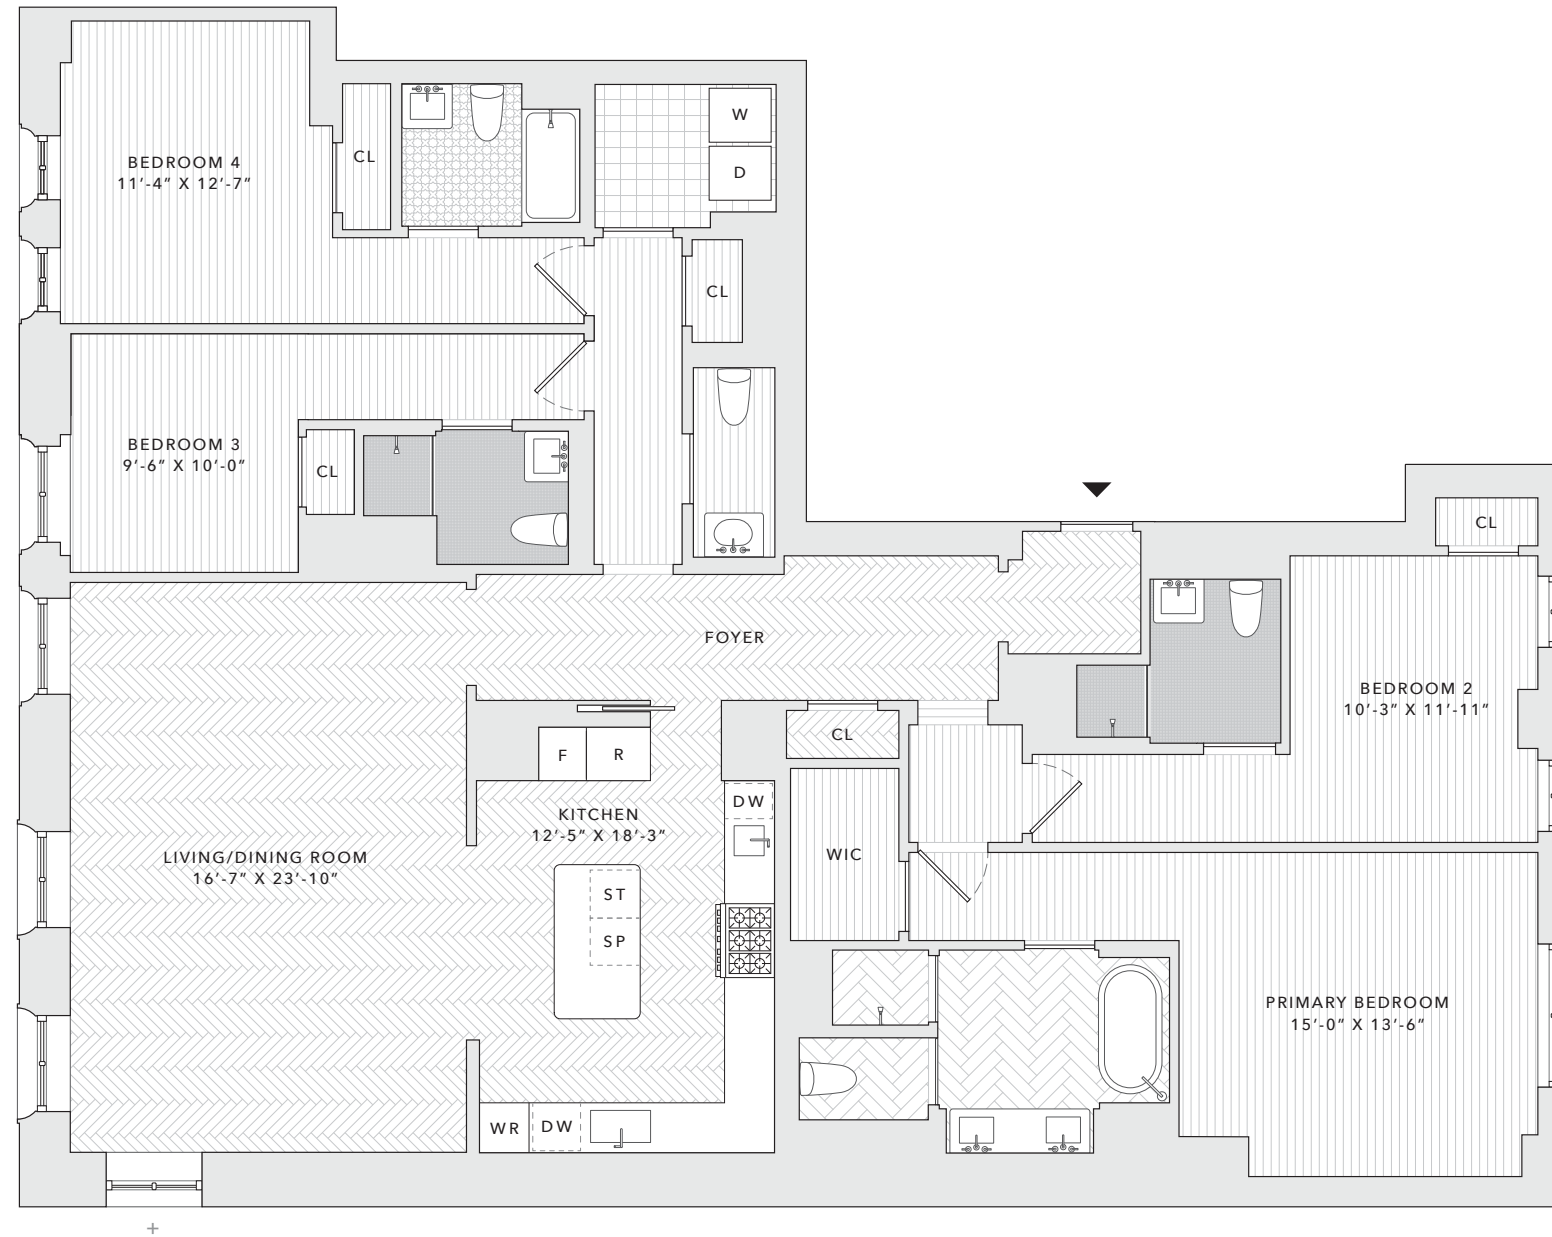 W
CL
BEDROOM 4
11'-4" X 12'-7"
D
CL
BEDROOM 3
9'-6" X 10'-0"
CL
CL
FOYER
BEDROOM 2
10'-3" X 11'-11"
CL
F
R
DW
KITCHEN
12'-5" X 18'-3"
LIVING/DINING ROOM
16'-7" X 23'-10"
WIC
ST
SP
PRIMARY BEDROOM
15'-0" X 13'-6"
WR
DW